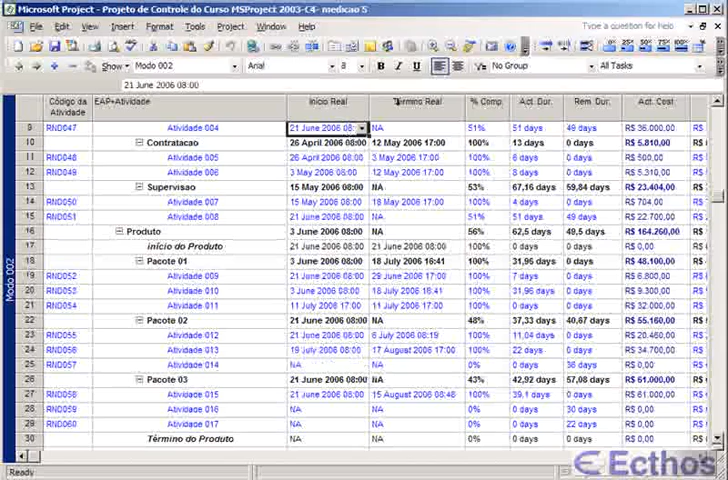 Microsoft Project - Projeto de Controle do Curso MSProject 2003-C4- medicao 5
File Edit View Insert Format Tools Project Window Help Type a question for help
Show Modo 002 Arial 8 B I U No Group All Tasks
21 June 2006 08:00
Código da Atividade EAP+Atividade Início Real Término Real % Comp. Act. Dur. Rem. Dur. Act. Cost
9 RND047 Atividade 004 21 June 2006 08: NA 51% 51 days 49 days R$ 36.000,00
10 Contratacao 26 April 2006 08:00 12 May 2006 17:00 100% 13 days 0 days R$ 5.810,00
11 RND048 Atividade 005 26 April 2006 08:00 3 May 2006 17:00 100% 6 days 0 days R$ 500,00
12 RND049 Atividade 006 3 May 2006 08:00 12 May 2006 17:00 100% 8 days 0 days R$ 5.310,00
13 Supervisao 15 May 2006 08:00 NA 53% 67,16 days 59,84 days R$ 23.404,00
14 RND050 Atividade 007 15 May 2006 08:00 18 May 2006 17:00 100% 4 days 0 days R$ 704,00
15 RND051 Atividade 008 21 June 2006 08:00 NA 51% 51 days 49 days R$ 22.700,00
16 Produto 3 June 2006 08:00 NA 56% 62,5 days 49,5 days R$ 164.260,00
17 início do Produto 21 June 2006 08:00 21 June 2006 08:00 100% 0 days 0 days R$ 0,00
18 Pacote 01 3 June 2006 08:00 18 July 2006 16:41 100% 31,96 days 0 days R$ 48.100,00
19 RND052 Atividade 009 21 June 2006 08:00 29 June 2006 17:00 100% 7 days 0 days R$ 6.800,00
20 RND053 Atividade 010 3 June 2006 08:00 18 July 2006 16:41 100% 31,96 days 0 days R$ 9.300,00
21 RND054 Atividade 011 11 July 2006 08:00 11 July 2006 17:00 100% 0 days R$ 32.000,00
22 Pacote 02 21 June 2006 08:00 NA 48% 37,33 days 40,67 days R$ 55.160,00
23 RND055 Atividade 012 21 June 2006 08:00 6 July 2006 08:19 100% 11,04 days 0 days R$ 20.460,00
24 RND056 Atividade 013 19 July 2006 08:00 17 August 2006 17:00 100% 22 days 0 days R$ 34.700,00
25 RND057 Atividade 014 NA NA 0% 0 days 36 days R$ 0,00
26 Pacote 03 21 June 2006 08:00 NA 43% 42,92 days 57,08 days R$ 61.000,00
27 RND058 Atividade 015 21 June 2006 08:00 15 August 2006 08:48 100% 39,1 days 0 days R$ 61.000,00
28 RND059 Atividade 016 NA NA 0% 0 days 30 days R$ 0,00
29 RND060 Atividade 017 NA NA 0% 0 days 22 days R$ 0,00
30 Término do Produto NA NA 0% 0 days 0 days R$ 0,00
Modo 002
Ready
Ecthos